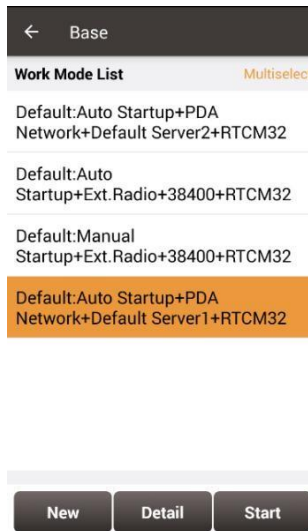 Base
Work Mode List Multiselec
Default:Auto Startup+PDA
Network+Default Server2+RTCM32
Default:Auto
Startup+Ext.Radio+38400+RTCM32
Default:Manual
Startup+Ext.Radio+38400+RTCM32
Default:Auto Startup+PDA
Network+Default Server1+RTCM32
New Detail Start